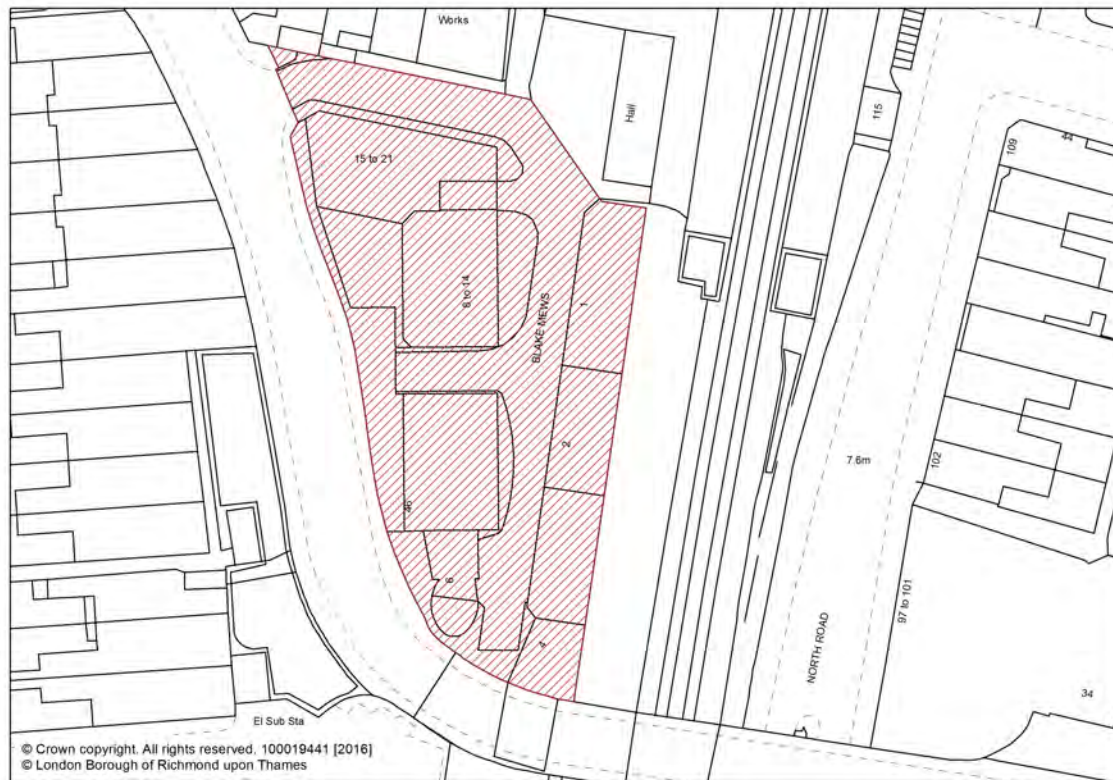 Works
Hall
115
109
44
15 to 21
8 to 14
1
BLAKE MEWS
2
7.6m
102
46
6
97 to 101
4
NORTH ROAD
34
El Sub Sta
© Crown copyright. All rights reserved. 100019441 [2016]
© London Borough of Richmond upon Thames